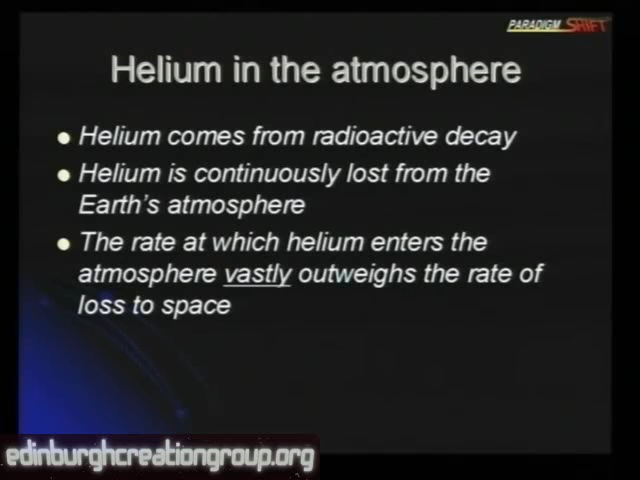 PARADIGM SHIFT
Helium in the atmosphere
Helium comes from radioactive decay
Helium is continuously lost from the
Earth's atmosphere
The rate at which helium enters the
atmosphere vastly outweighs the rate of
loss to space
edinburghcreationgroup.org